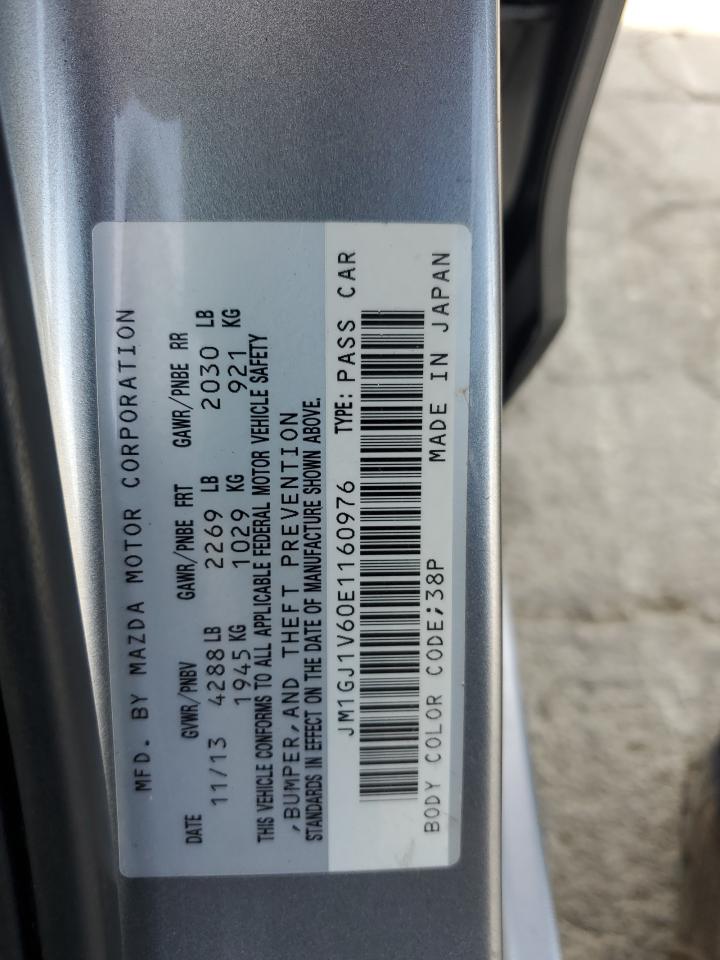 MFD. BY MAZDA MOTOR CORPORATION
DATE GVWR/PNBV GAWR/PNBE FRT GAWR/PNBE RR
11/13 4288 LB 2269 LB 2030 LB
1945 KG 1029 KG 921 KG
THIS VEHICLE CONFORMS TO ALL APPLICABLE FEDERAL MOTOR VEHICLE SAFETY
,BUMPER,AND THEFT PREVENTION
STANDARDS IN EFFECT ON THE DATE OF MANUFACTURE SHOWN ABOVE.
JM1GJ1V60E1160976 TYPE: PASS CAR
BODY COLOR CODE;38P MADE IN JAPAN